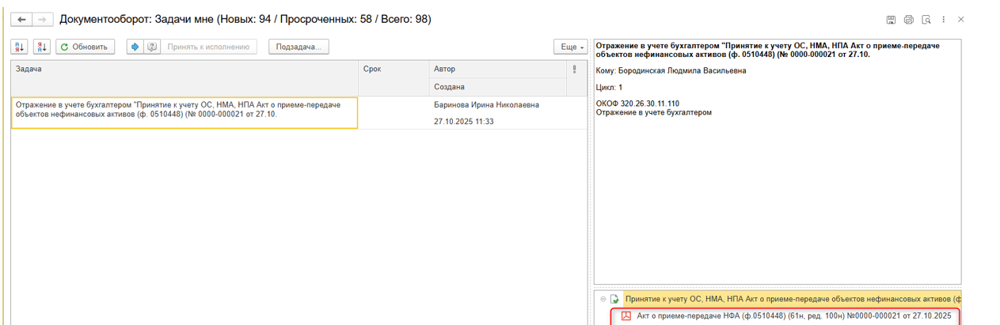 Документооборот: Задачи мне (Новых: 94 / Просроченных: 58 / Всего: 98)
Обновить
Принять к исполнению
Подзадача...
Еще
Задача
Срок
Автор
Создана
Отражение в учете бухгалтером "Принятие к учету ОС, НМА, НПА Акт о приеме-передаче
объектов нефинансовых активов (ф. 0510448) (№ 0000-000021 от 27.10.
Баринова Ирина Николаевна
27.10.2025 11:33
Отражение в учете бухгалтером "Принятие к учету ОС, НМА, НПА Акт о приеме-передаче
объектов нефинансовых активов (ф. 0510448) (№ 0000-000021 от 27.10.
Кому: Бородинская Людмила Васильевна
Цикл: 1
ОКОФ 320.26.30.11.110
Отражение в учете бухгалтером
Принятие к учету ОС, НМА, НПА Акт о приеме-передаче объектов нефинансовых активов (ф
Акт о приеме-передаче НФА (ф.0510448) (61н, ред. 100н) №0000-000021 от 27.10.2025